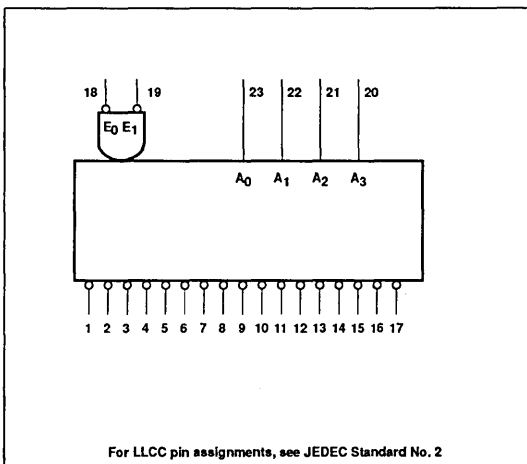 18 19 23 22 21 20
E0 E1
A0 A1 A2 A3
1 2 3 4 5 6 7 8 9 10 11 12 13 14 15 16 17
For LLCC pin assignments, see JEDEC Standard No. 2